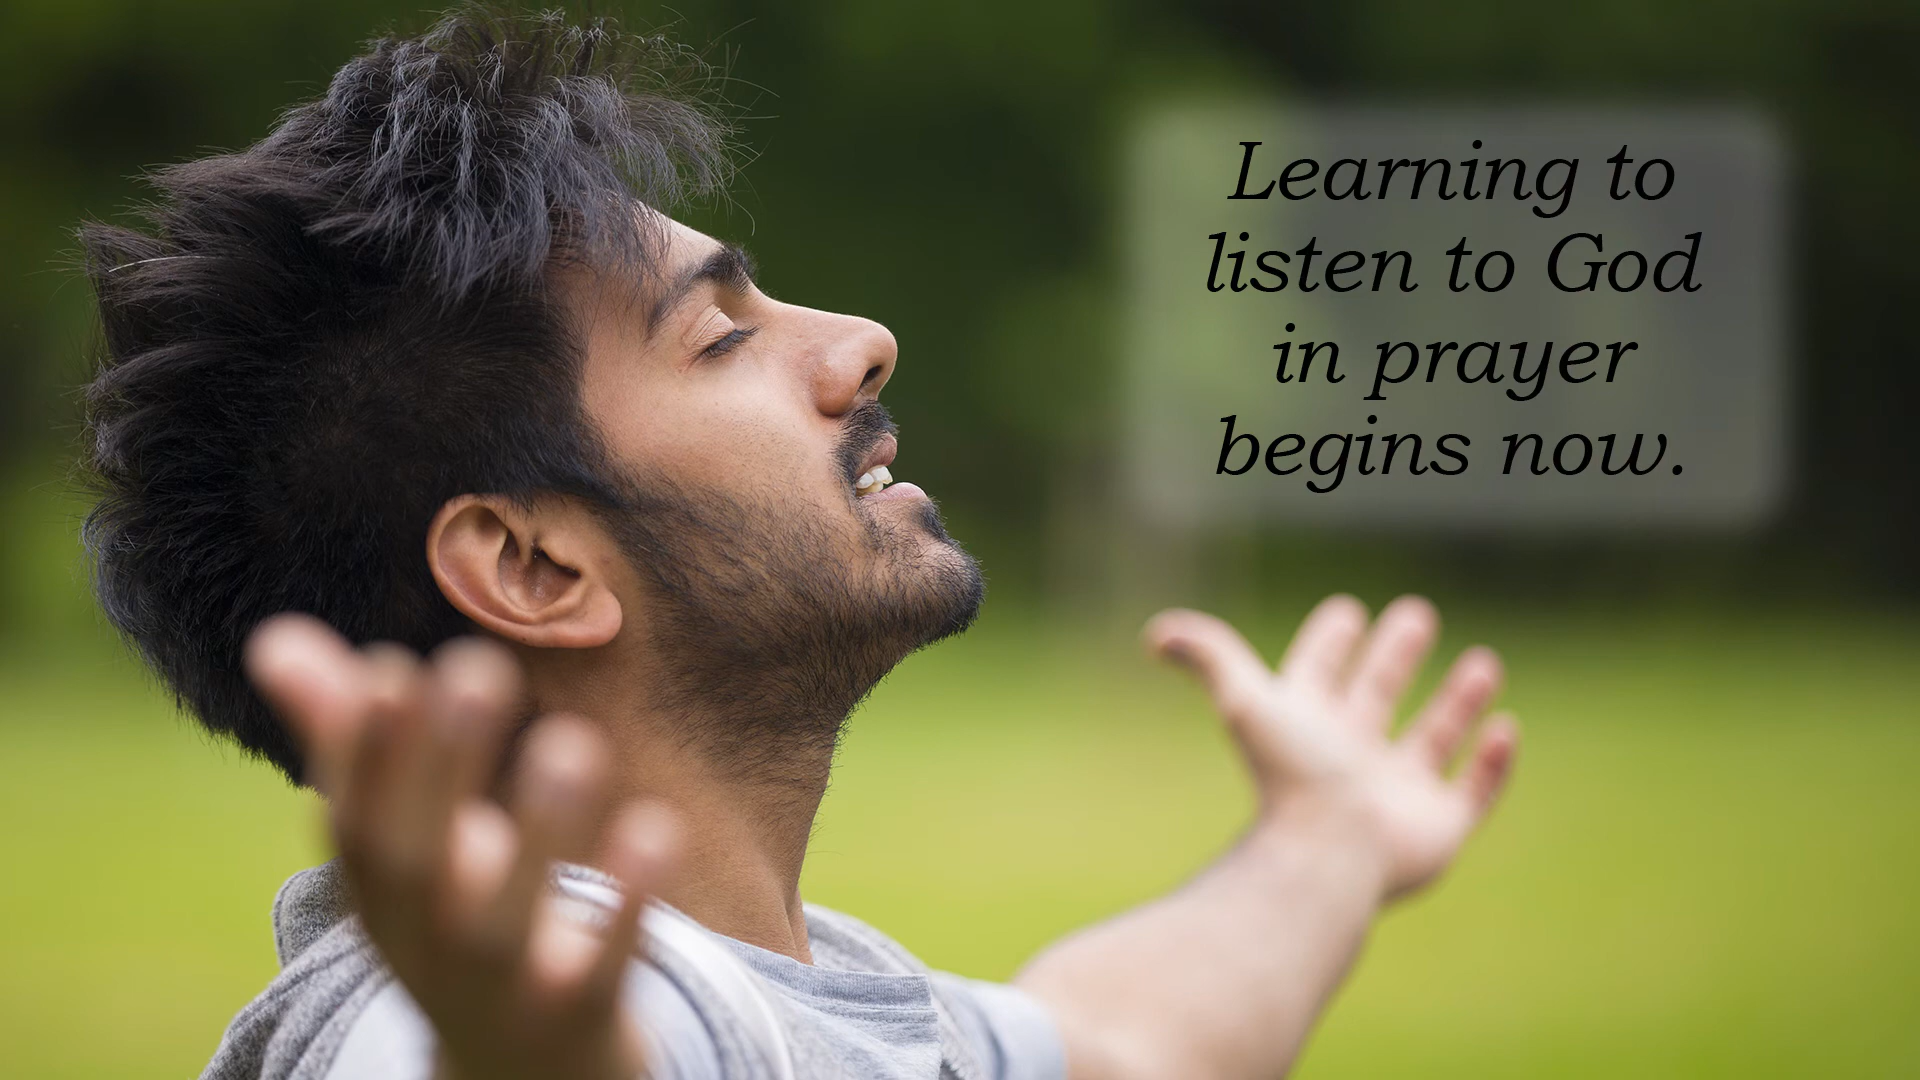 Learning to
listen to God
in prayer
begins now.